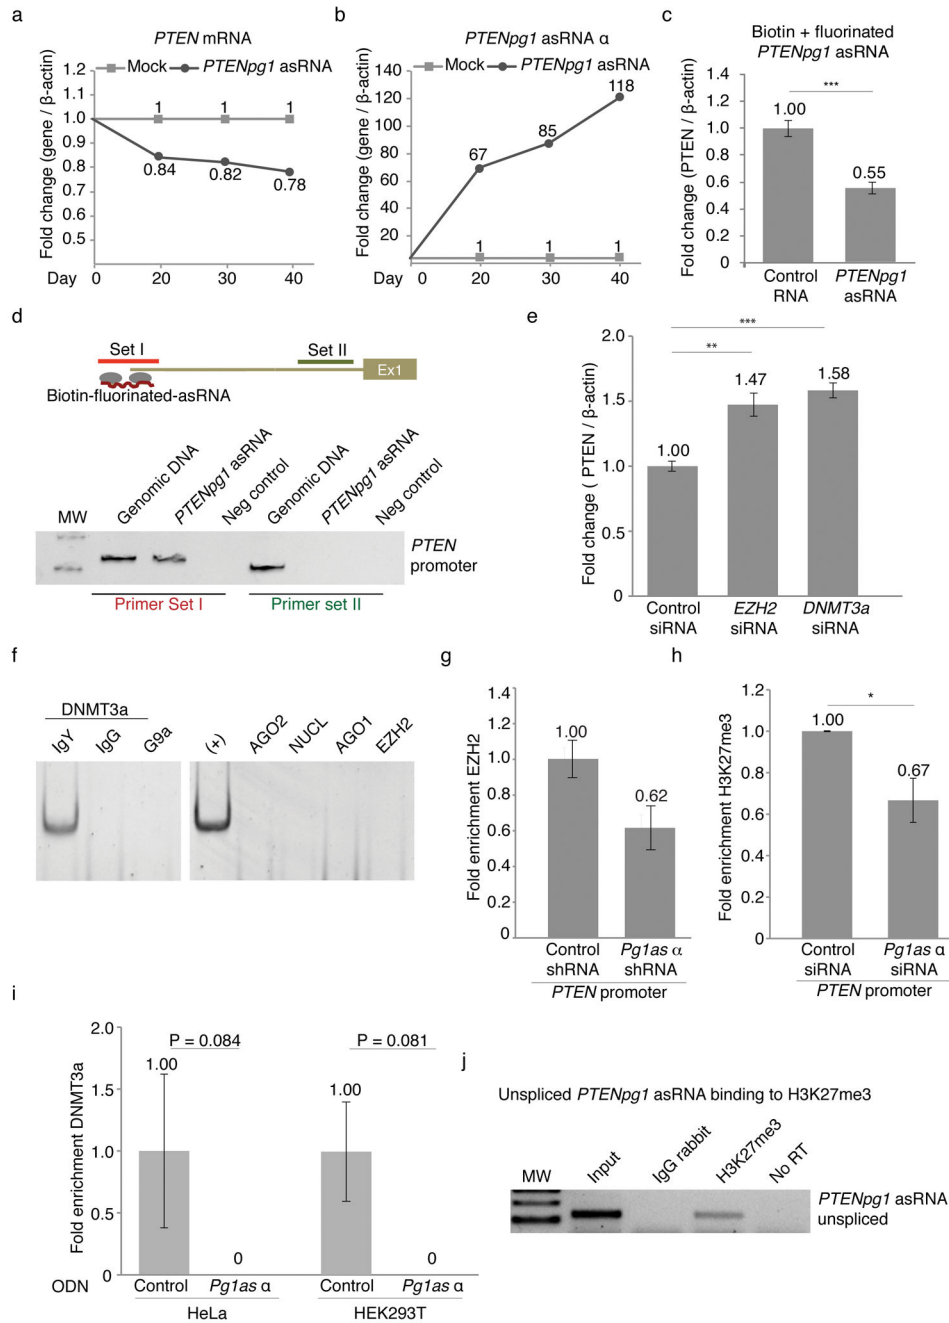 a
PTEN mRNA
Mock PTENpg1 asRNA
Fold change (gene / β-actin)
1.2
1.1
1.0
0.9
0.8
0.7
0.6
0.5
1 1 1
0.84 0.82 0.78
Day 0 20 30 40
b
PTENpg1 asRNA α
Mock PTENpg1 asRNA
Fold change (gene / β-actin)
140
120
100
80
60
40
20
67 85 118
1 1 1
Day 0 20 30 40
c
Biotin + fluorinated
PTENpg1 asRNA
Fold change (PTEN / β-actin)
1.4
1.2
1.0
0.8
0.6
0.4
0.2
0
***
1.00
0.55
Control RNA
PTENpg1 asRNA
d
Set I Set II
Ex1
Biotin-fluorinated-asRNA
MW
Genomic DNA
PTENpg1 asRNA
Neg control
Genomic DNA
PTENpg1 asRNA
Neg control
PTEN
promoter
Primer Set I Primer set II
e
Fold change ( PTEN / β-actin)
2.0
1.5
1.0
0.5
0
***
**
1.00
1.47
1.58
Control siRNA
EZH2 siRNA
DNMT3a siRNA
f
DNMT3a
IgY IgG G9a (+) AGO2 NUCL AGO1 EZH2
g
Fold enrichment EZH2
1.4
1.2
1.0
0.8
0.6
0.4
0.2
0
1.00
0.62
Control shRNA
Pg1as α shRNA
PTEN promoter
h
Fold enrichment H3K27me3
1.2
1.0
0.8
0.6
0.4
0.2
0
*
1.00
0.67
Control siRNA
Pg1as α siRNA
PTEN promoter
i
Fold enrichment DNMT3a
2.0
1.5
1.0
0.5
0
P = 0.084 P = 0.081
1.00 1.00
0 0
ODN Control Pg1as α Control Pg1as α
HeLa HEK293T
j
Unspliced PTENpg1 asRNA binding to H3K27me3
MW Input IgG rabbit H3K27me3 No RT
PTENpg1 asRNA
unspliced